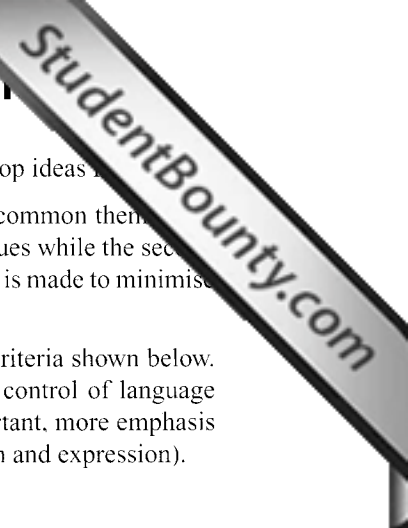 StudentBounty.com
op ideas
common them
ues while the sec
is made to minimise
riteria shown below.
control of language
rtant, more emphasis
n and expression).